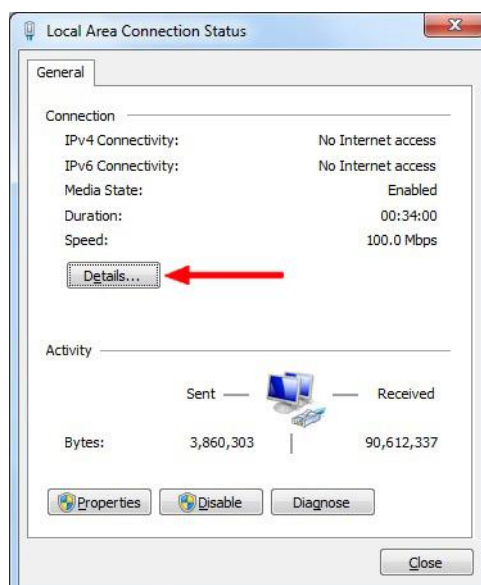 Local Area Connection Status
General
Connection
IPv4 Connectivity: No Internet access
IPv6 Connectivity: No Internet access
Media State: Enabled
Duration: 00:34:00
Speed: 100.0 Mbps
Details...
Activity
Sent Received
Bytes: 3,860,303 90,612,337
Properties Disable Diagnose
Close